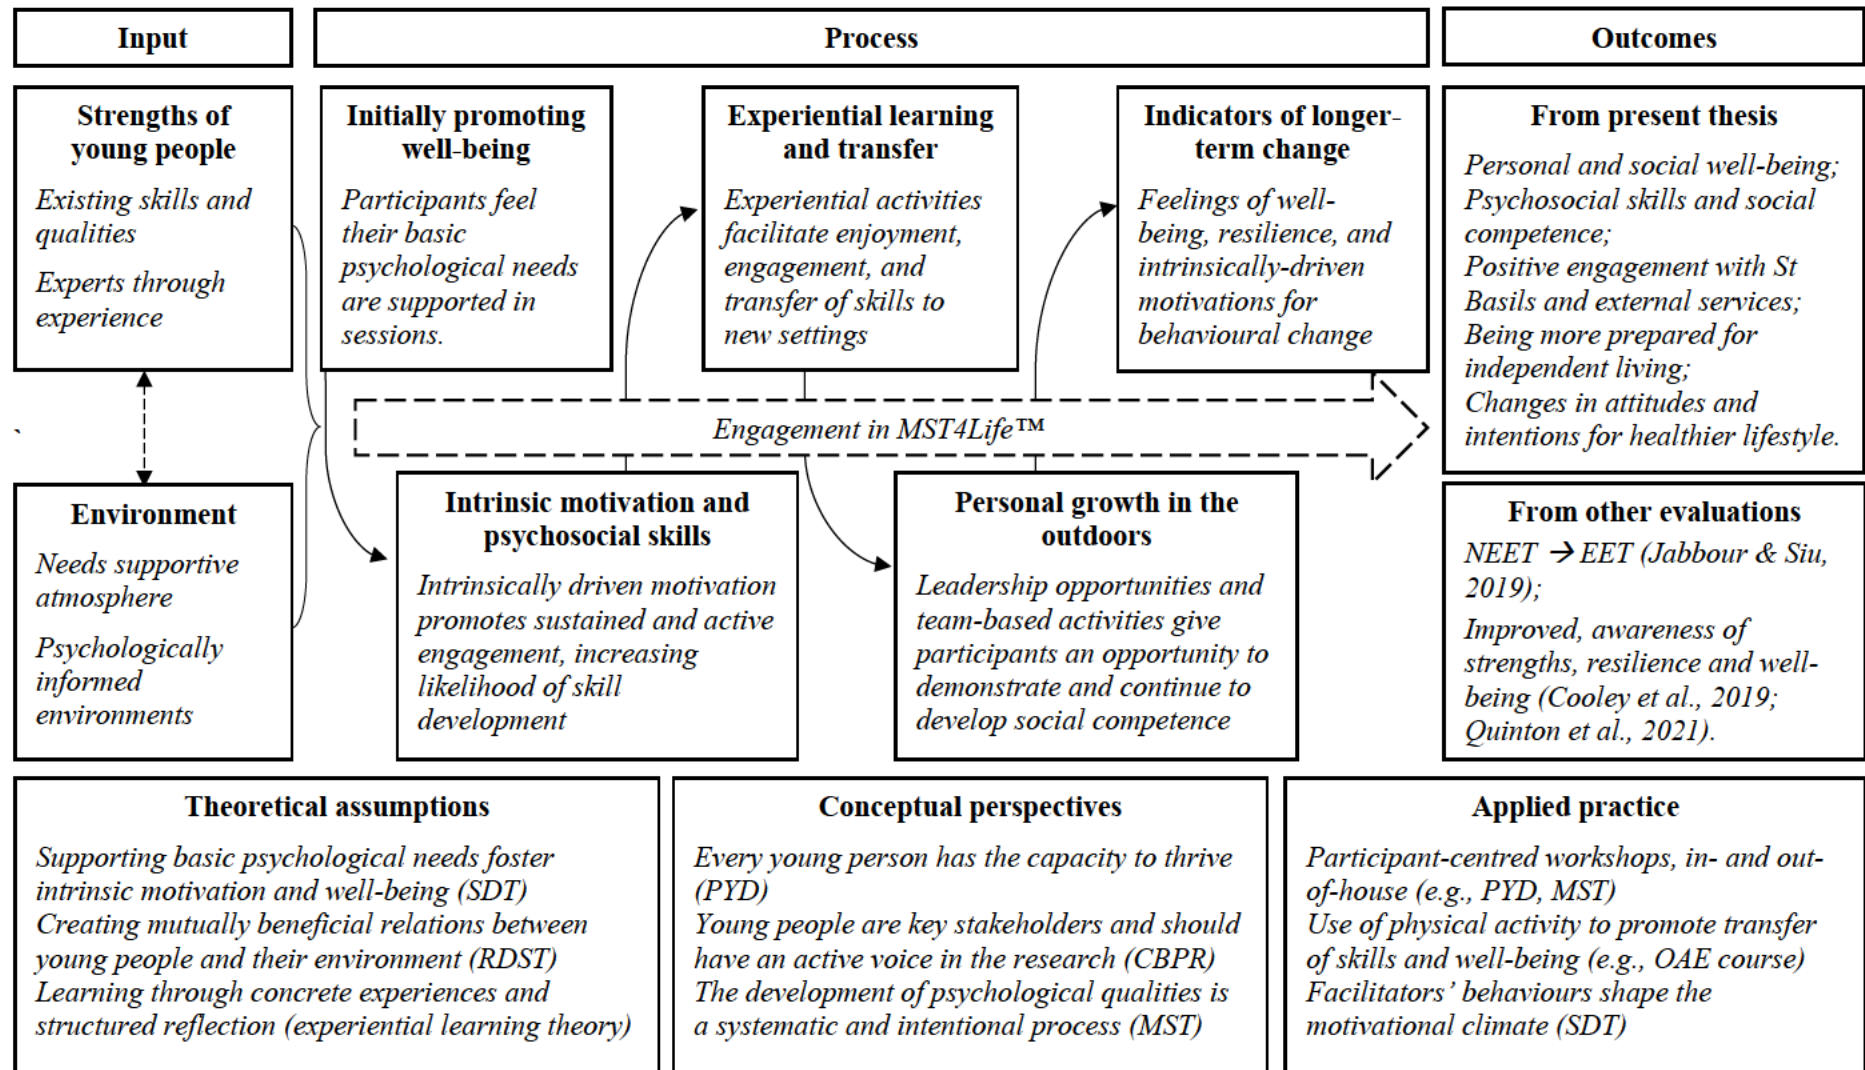 Input
Process
Outcomes
Strengths of
young people
Existing skills and
qualities
Experts through
experience
Initially promoting
well-being
Participants feel
their basic
psychological needs
are supported in
sessions.
Experiential learning
and transfer
Experiential activities
facilitate enjoyment,
engagement, and
transfer of skills to
new settings
Indicators of longer-
term change
Feelings of well-
being, resilience, and
intrinsically-driven
motivations for
behavioural change
From present thesis
Personal and social well-being;
Psychosocial skills and social
competence;
Positive engagement with St
Basils and external services;
Being more prepared for
independent living;
Changes in attitudes and
intentions for healthier lifestyle.
`
Engagement in MST4Life™
Environment
Needs supportive
atmosphere
Psychologically
informed
environments
Intrinsic motivation and
psychosocial skills
Intrinsically driven motivation
promotes sustained and active
engagement, increasing
likelihood of skill
development
Personal growth in the
outdoors
Leadership opportunities and
team-based activities give
participants an opportunity to
demonstrate and continue to
develop social competence
From other evaluations
NEET → EET (Jabbour & Siu,
2019);
Improved, awareness of
strengths, resilience and well-
being (Cooley et al., 2019;
Quinton et al., 2021).
Theoretical assumptions
Supporting basic psychological needs foster
intrinsic motivation and well-being (SDT)
Creating mutually beneficial relations between
young people and their environment (RDST)
Learning through concrete experiences and
structured reflection (experiential learning theory)
Conceptual perspectives
Every young person has the capacity to thrive
(PYD)
Young people are key stakeholders and should
have an active voice in the research (CBPR)
The development of psychological qualities is
a systematic and intentional process (MST)
Applied practice
Participant-centred workshops, in- and out-
of-house (e.g., PYD, MST)
Use of physical activity to promote transfer
of skills and well-being (e.g., OAE course)
Facilitators’ behaviours shape the
motivational climate (SDT)